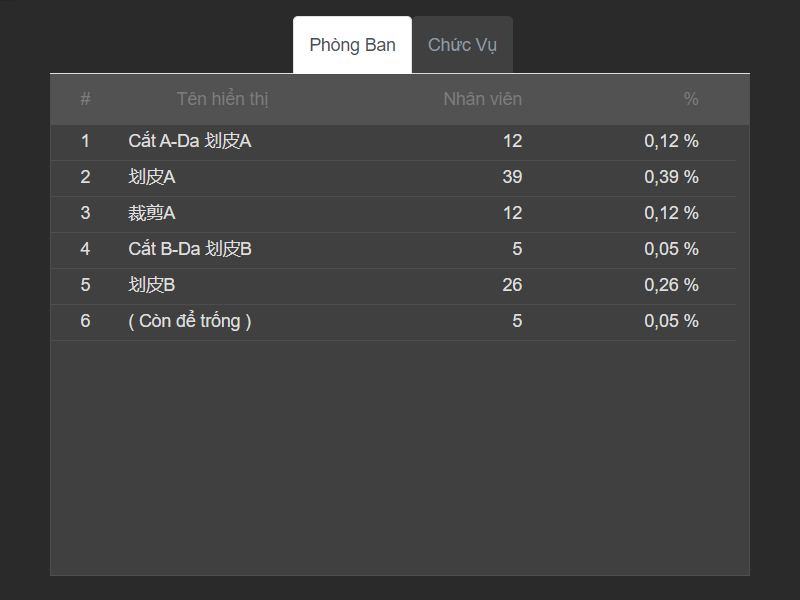 Phòng Ban Chức Vụ
# Tên hiển thị Nhân viên %
1 Cắt A-Da 划皮A 12 0,12 %
2 划皮A 39 0,39 %
3 裁剪A 12 0,12 %
4 Cắt B-Da 划皮B 5 0,05 %
5 划皮B 26 0,26 %
6 ( Còn để trống ) 5 0,05 %